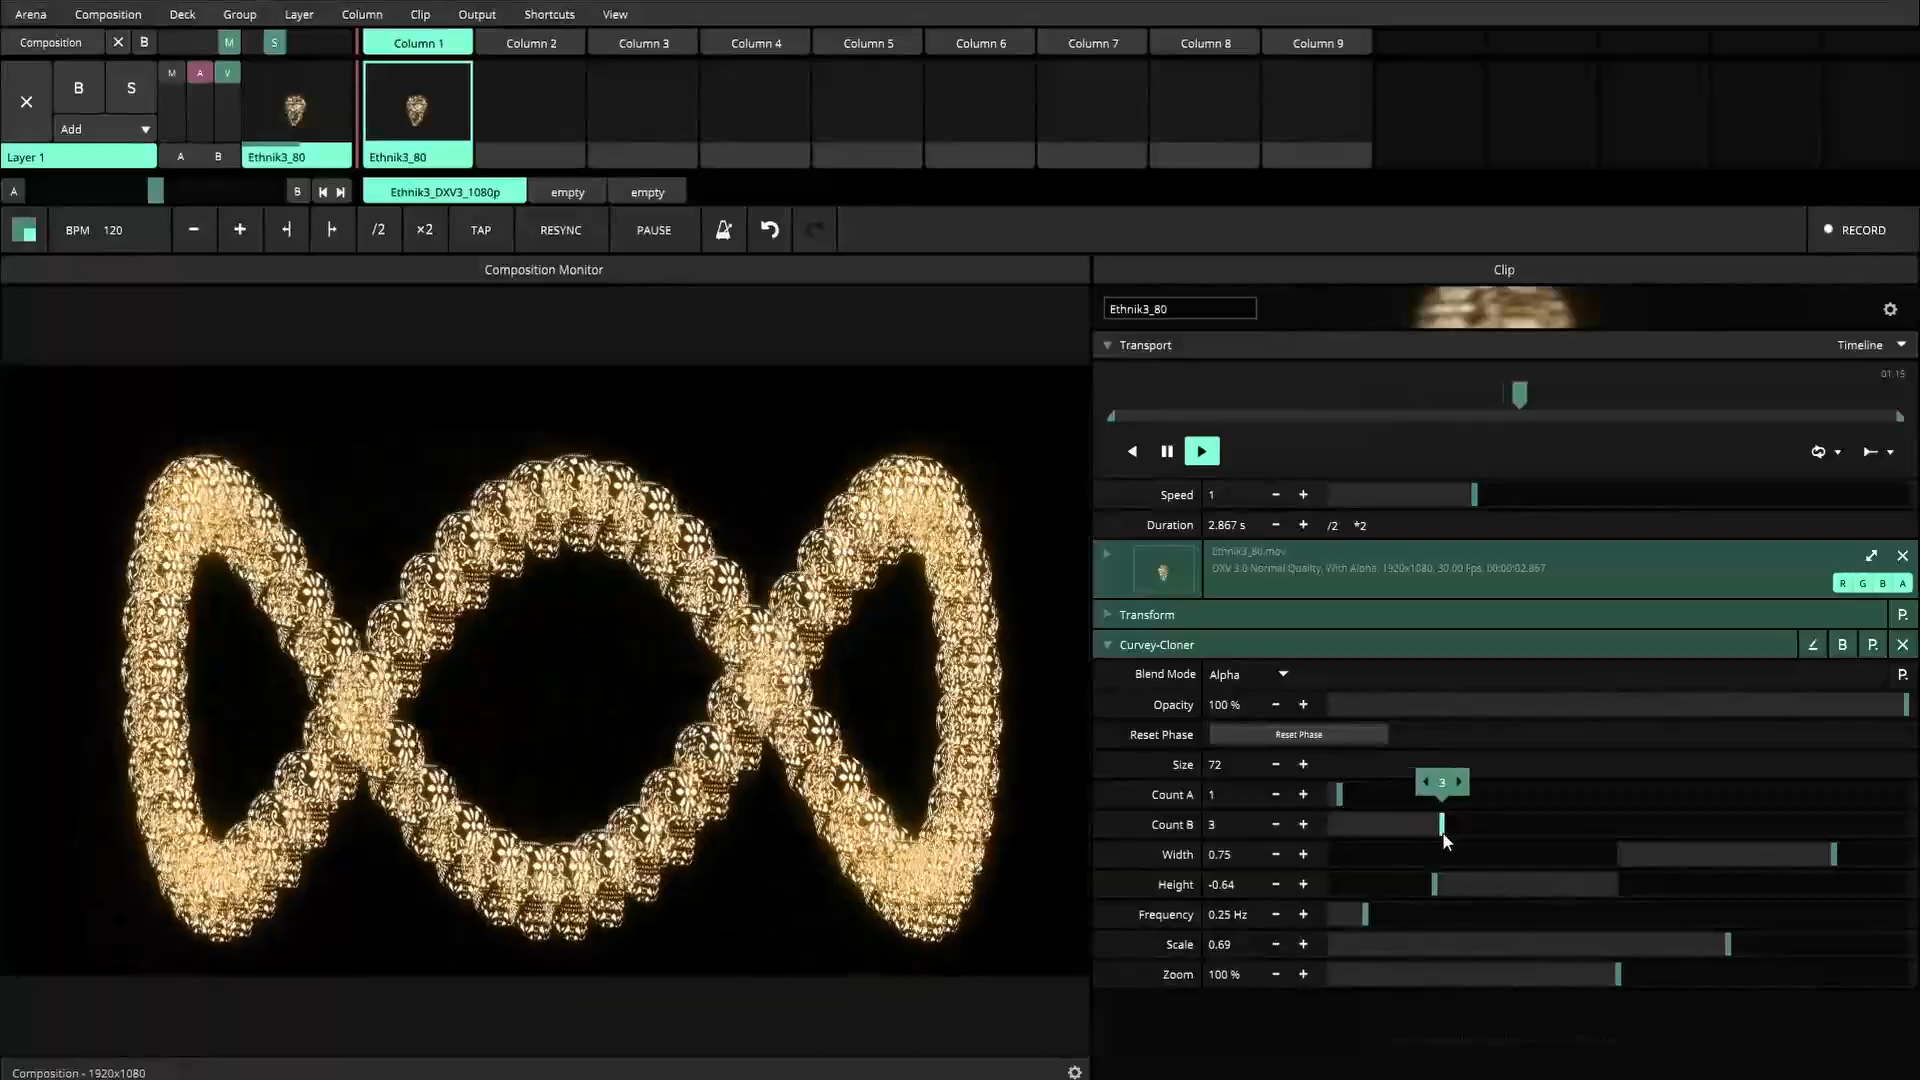 Arena Composition Deck Group Layer Column Clip Output Shortcuts View
Composition B M S Column 1 Column 2 Column 3 Column 4 Column 5 Column 6 Column 7 Column 8 Column 9
B S M A V
Add
Layer 1 A B Ethnik3_80 Ethnik3_80
A B Ethnik3_DXV3_1080p empty empty
BPM 120 - + /2 ×2 TAP RESYNC PAUSE RECORD
Composition Monitor Clip
Ethnik3_80
Transport Timeline
01.15
Speed 1 - +
Duration 2.867 s - + /2 *2
Ethnik3_80.mov
DXV 3.0 Normal Quality, With Alpha, 1920x1080, 30.00 Fps, 00:00:02.867
R G B A
Transform P.
Curvey-Cloner B P.
Blend Mode Alpha P.
Opacity 100 % - +
Reset Phase Reset Phase
Size 72 - +
3
Count A 1 - +
Count B 3 - +
Width 0.75 - +
Height -0.64 - +
Frequency 0.25 Hz - +
Scale 0.69 - +
Zoom 100 % - +
Composition - 1920x1080